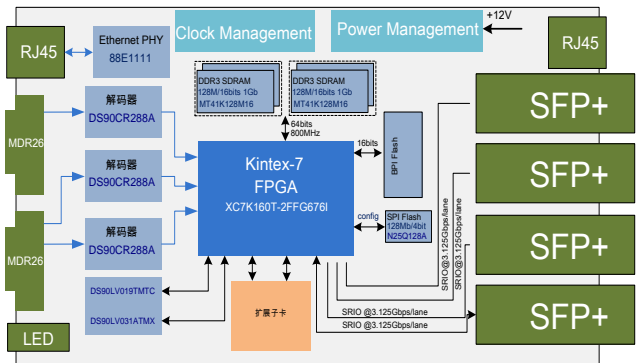 Clock Management
Power Management
+12V
RJ45
Ethernet PHY
88E1111
RJ45
DDR3 SDRAM
128M/16bits 1Gb
MT41K128M16
DDR3 SDRAM
128M/16bits 1Gb
MT41K128M16
解码器
DS90CR288A
MDR26
64bits
800MHz
SFP+
Kintex-7
FPGA
XC7K160T-2FFG676I
16bits
BPI Flash
解码器
DS90CR288A
SFP+
config
SPI Flash
128Mb/4bit
N25Q128A
解码器
DS90CR288A
MDR26
SRIO@3.125Gbps/lane
SRIO@3.125Gbps/lane
SFP+
DS90LV019TMTC
DS90LV031ATMX
扩展子卡
SRIO @3.125Gbps/lane
SRIO @3.125Gbps/lane
SFP+
LED